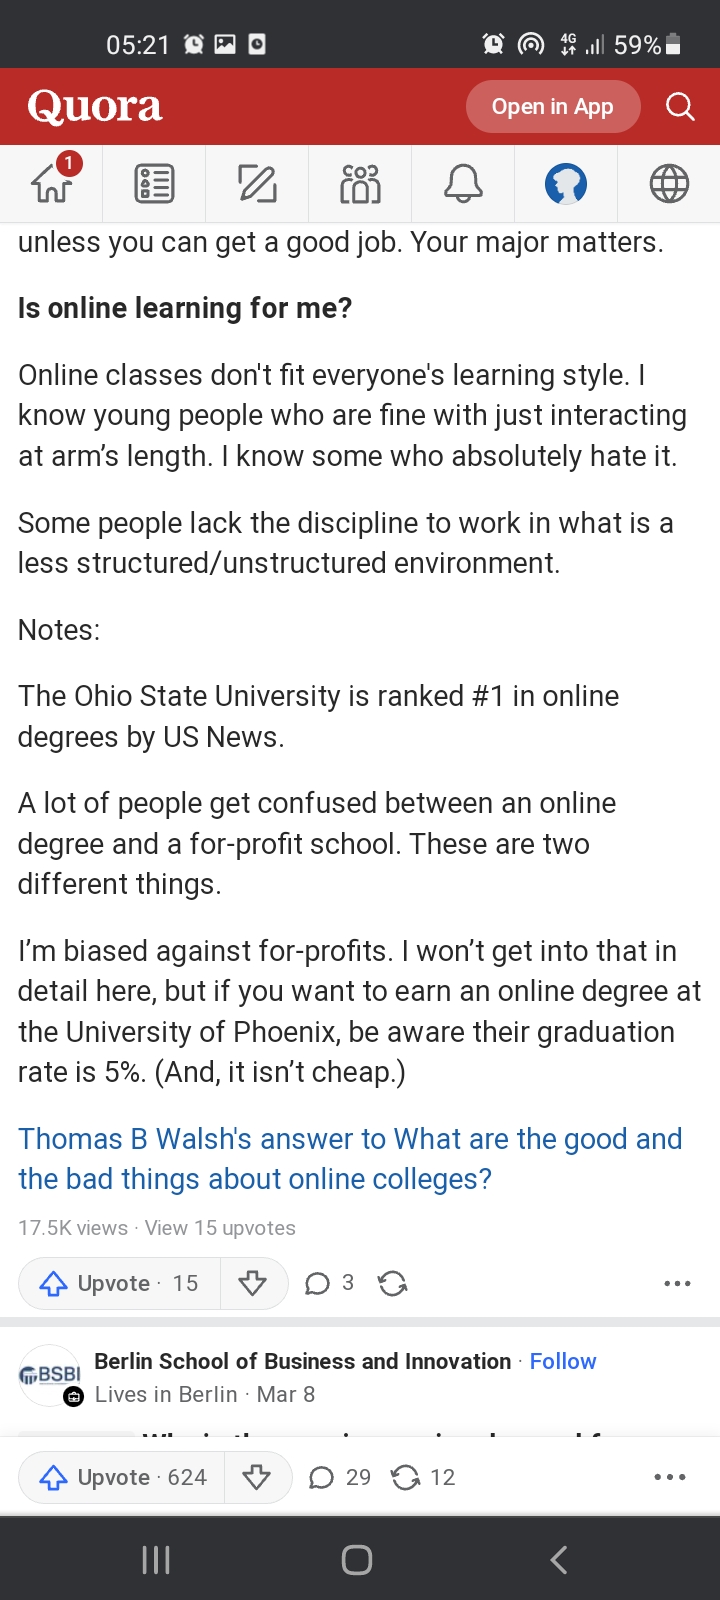 05:21
4G
59%
Quora
Open in App
1
unless you can get a good job. Your major matters.
Is online learning for me?
Online classes don't fit everyone's learning style. I
know young people who are fine with just interacting
at arm’s length. I know some who absolutely hate it.
Some people lack the discipline to work in what is a
less structured/unstructured environment.
Notes:
The Ohio State University is ranked #1 in online
degrees by US News.
A lot of people get confused between an online
degree and a for-profit school. These are two
different things.
I’m biased against for-profits. I won’t get into that in
detail here, but if you want to earn an online degree at
the University of Phoenix, be aware their graduation
rate is 5%. (And, it isn’t cheap.)
Thomas B Walsh's answer to What are the good and
the bad things about online colleges?
17.5K views · View 15 upvotes
Upvote · 15
3
BSBI
Berlin School of Business and Innovation · Follow
Lives in Berlin · Mar 8
Upvote · 624
29
12